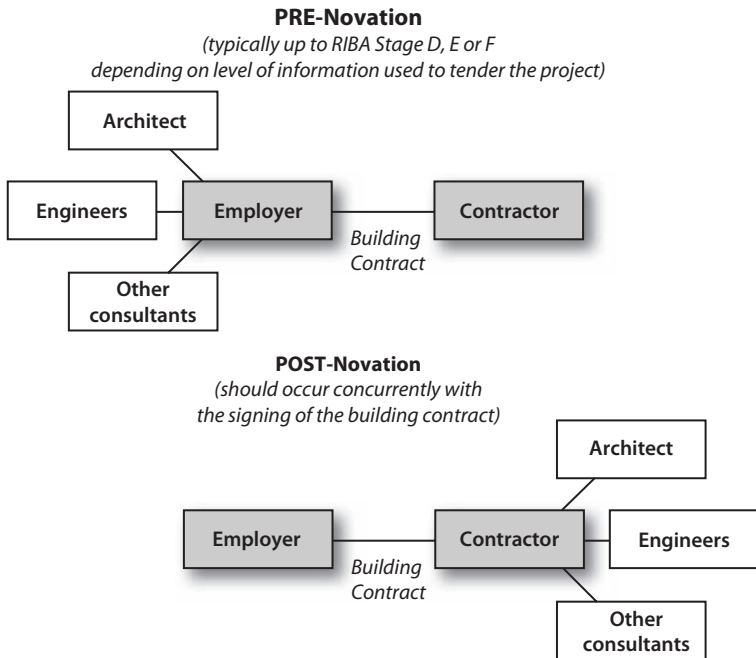 PRE-Novation
(typically up to RIBA Stage D, E or F
depending on level of information used to tender the project)
Architect
Engineers
Employer
Contractor
Building
Contract
Other
consultants
POST-Novation
(should occur concurrently with
the signing of the building contract)
Architect
Employer
Contractor
Engineers
Building
Contract
Other
consultants